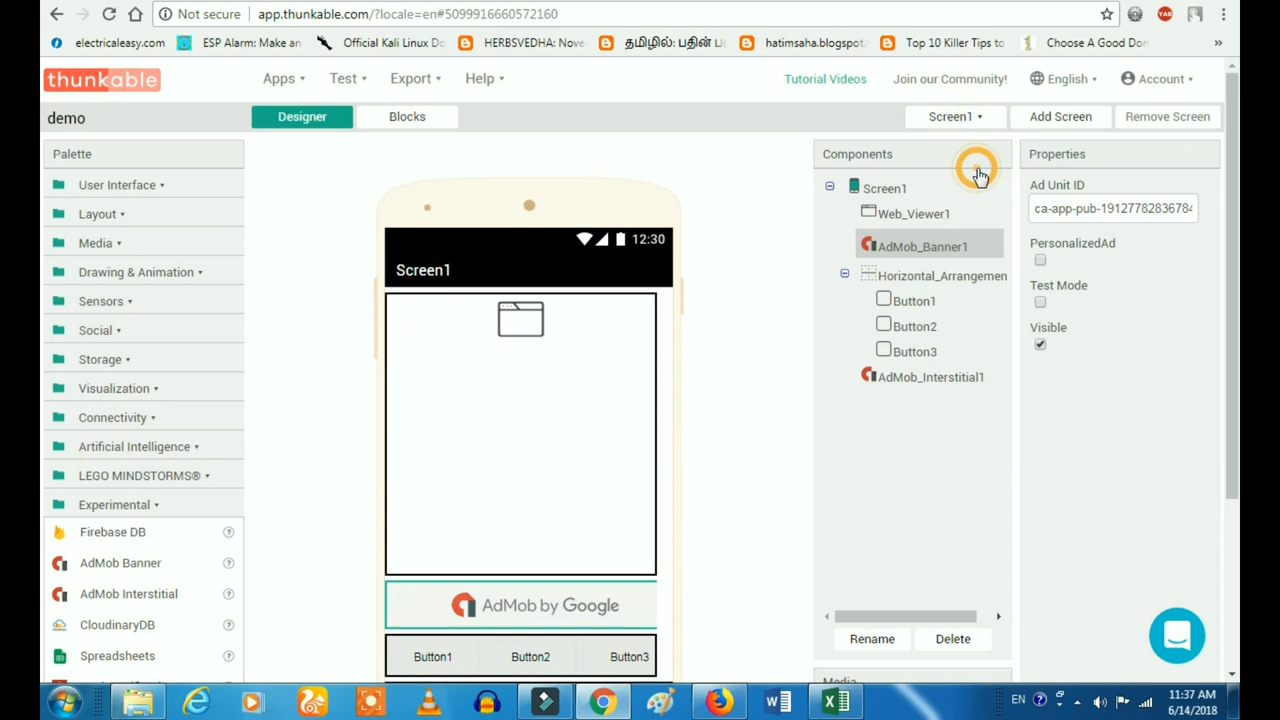 Not secure
app.thunkable.com/?locale=en#5099916660572160
YAB
electricaleasy.com
ESP Alarm: Make an
Official Kali Linux Do
HERBSVEDHA: Nove
தமிழில்: பதின் ப
hatimsaha.blogspot.
Top 10 Killer Tips to
Choose A Good Don
»
thunkable
Apps
Test
Export
Help
Tutorial Videos
Join our Community!
English
Account
demo
Designer
Blocks
Screen1
Add Screen
Remove Screen
Palette
User Interface
Layout
Media
Drawing & Animation
Sensors
Social
Storage
Visualization
Connectivity
Artificial Intelligence
LEGO MINDSTORMS®
Experimental
Firebase DB ?
AdMob Banner ?
AdMob Interstitial ?
CloudinaryDB ?
Spreadsheets ?
12:30
Screen1
AdMob by Google
Button1
Button2
Button3
Components
Screen1
Web_Viewer1
AdMob_Banner1
Horizontal_Arrangemen
Button1
Button2
Button3
AdMob_Interstitial1
Rename
Delete
Media
Properties
Ad Unit ID
ca-app-pub-19127782836784
PersonalizedAd
Test Mode
Visible
EN
11:37 AM
6/14/2018